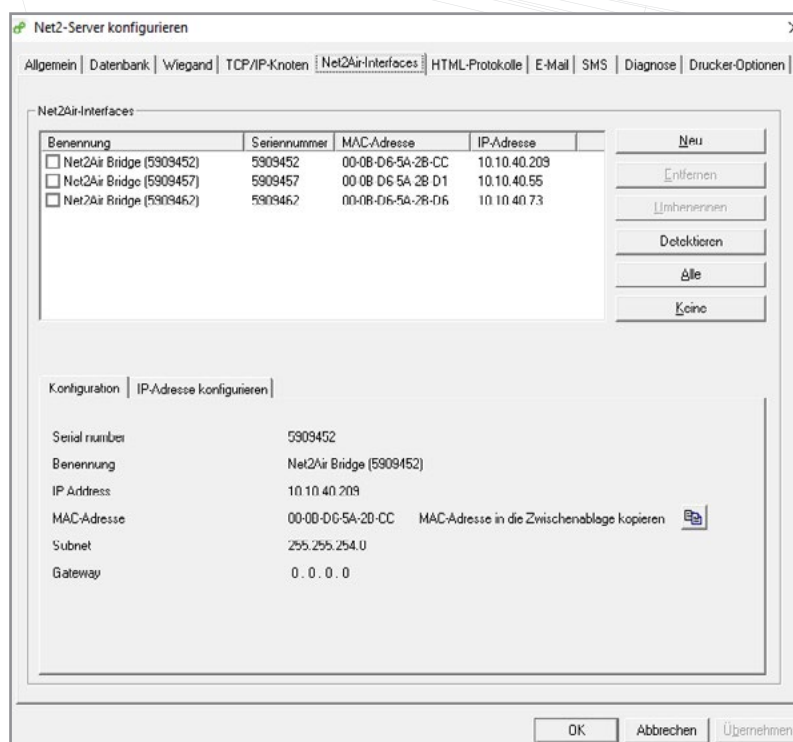 Net2-Server konfigurieren
Allgemein Datenbank Wiegand TCP/IP-Knoten Net2Air-Interfaces HTML-Protokolle E-Mail SMS Diagnose Drucker-Optionen
Net2Air-Interfaces
Benennung Seriennummer MAC-Adresse IP-Adresse
Net2Air Bridge (5909452) 5909452 00-0B-D6-5A-2B-CC 10.10.40.209
Net2Air Bridge (5909457) 5909457 00-0B-D6-5A-2B-D1 10.10.40.55
Net2Air Bridge (5909462) 5909462 00-0B-D6-5A-2B-D6 10.10.40.73
Neu
Entfernen
Umbenennen
Detektieren
Alle
Keine
Konfiguration IP-Adresse konfigurieren
Serial number 5909452
Benennung Net2Air Bridge (5909452)
IP Address 10.10.40.209
MAC-Adresse 00-0B-D6-5A-2B-CC MAC-Adresse in die Zwischenablage kopieren
Subnet 255.255.254.0
Gateway 0.0.0.0
OK Abbrechen Übernehmen